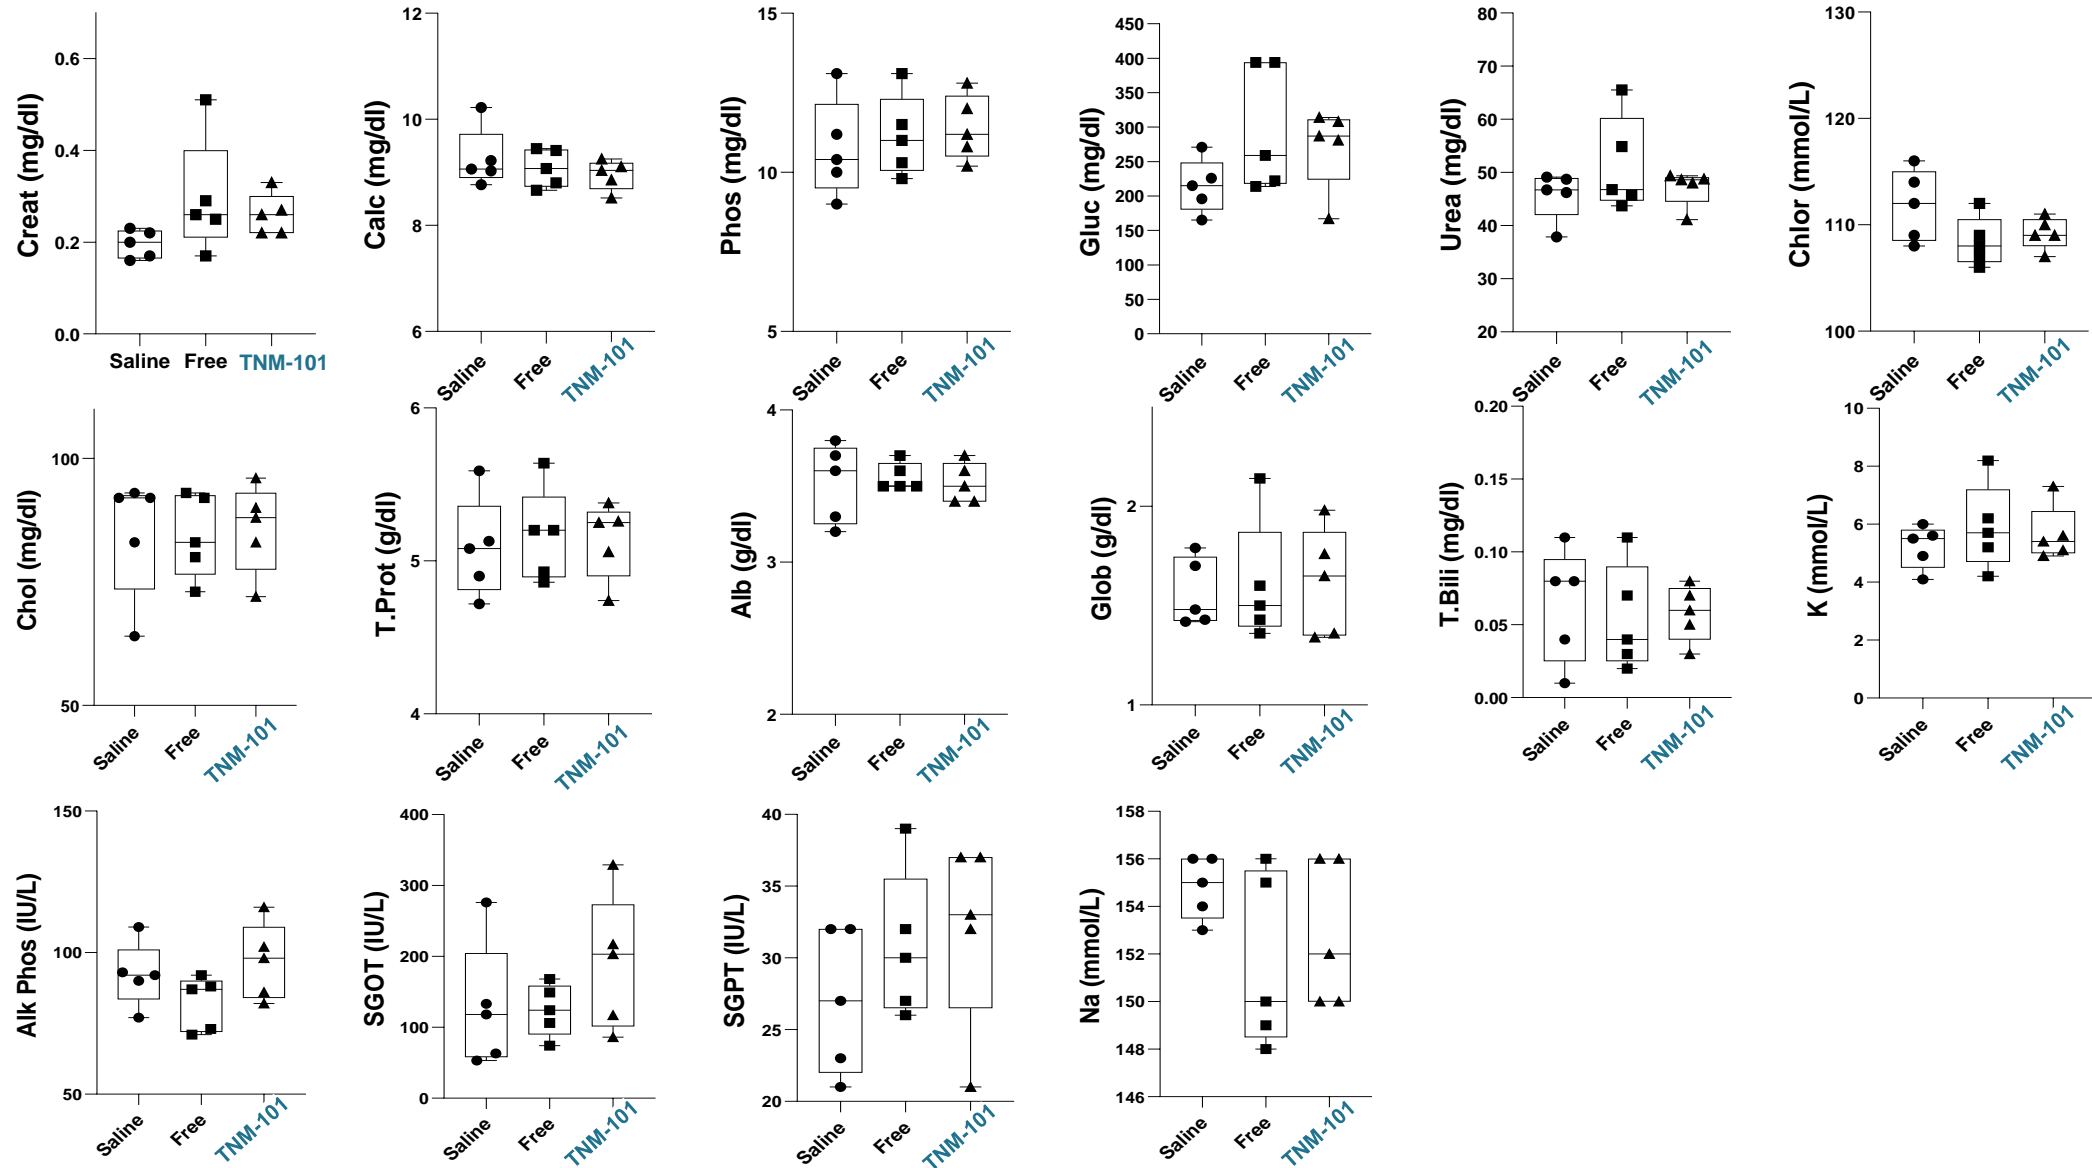 Creat (mg/dl)
0.6
0.4
0.2
0.0
Saline Free TNM-101
Calc (mg/dl)
12
10
8
6
Saline
Free
TNM-101
Phos (mg/dl)
15
10
5
Saline
Free
TNM-101
Gluc (mg/dl)
450
400
350
300
250
200
150
100
50
0
Saline
Free
TNM-101
Urea (mg/dl)
80
70
60
50
40
30
20
Saline
Free
TNM-101
Chlor (mmol/L)
130
120
110
100
Saline
Free
TNM-101
Chol (mg/dl)
100
50
Saline
Free
TNM-101
T.Prot (g/dl)
6
5
4
Saline
Free
TNM-101
Alb (g/dl)
4
3
2
Saline
Free
TNM-101
Glob (g/dl)
2
1
Saline
Free
TNM-101
T.Bili (mg/dl)
0.20
0.15
0.10
0.05
0.00
Saline
Free
TNM-101
K (mmol/L)
10
8
6
4
2
0
Saline
Free
TNM-101
Alk Phos (IU/L)
150
100
50
Saline
Free
TNM-101
SGOT (IU/L)
400
300
200
100
0
Saline
Free
TNM-101
SGPT (IU/L)
40
35
30
25
20
Saline
Free
TNM-101
Na (mmol/L)
158
156
154
152
150
148
146
Saline
Free
TNM-101